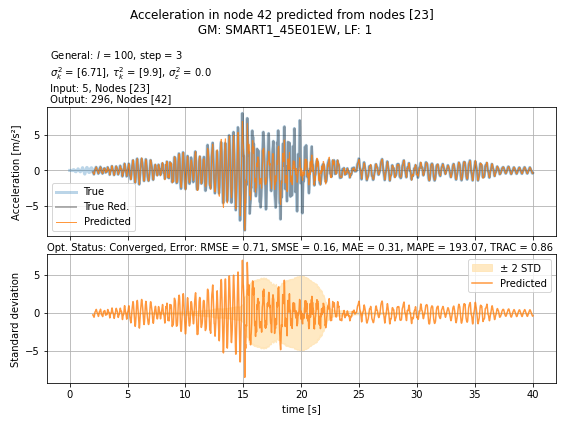 Acceleration in node 42 predicted from nodes [23]
GM: SMART1_45E01EW, LF: 1
General: l = 100, step = 3
σ²ₖ = [6.71], τ²ₖ = [9.9], σ²ε = 0.0
Input: 5, Nodes [23]
Output: 296, Nodes [42]
Acceleration [m/s²]
5
0
−5
True
True Red.
Predicted
Opt. Status: Converged, Error: RMSE = 0.71, SMSE = 0.16, MAE = 0.31, MAPE = 193.07, TRAC = 0.86
Standard deviation
5
0
−5
± 2 STD
Predicted
0 5 10 15 20 25 30 35 40
time [s]